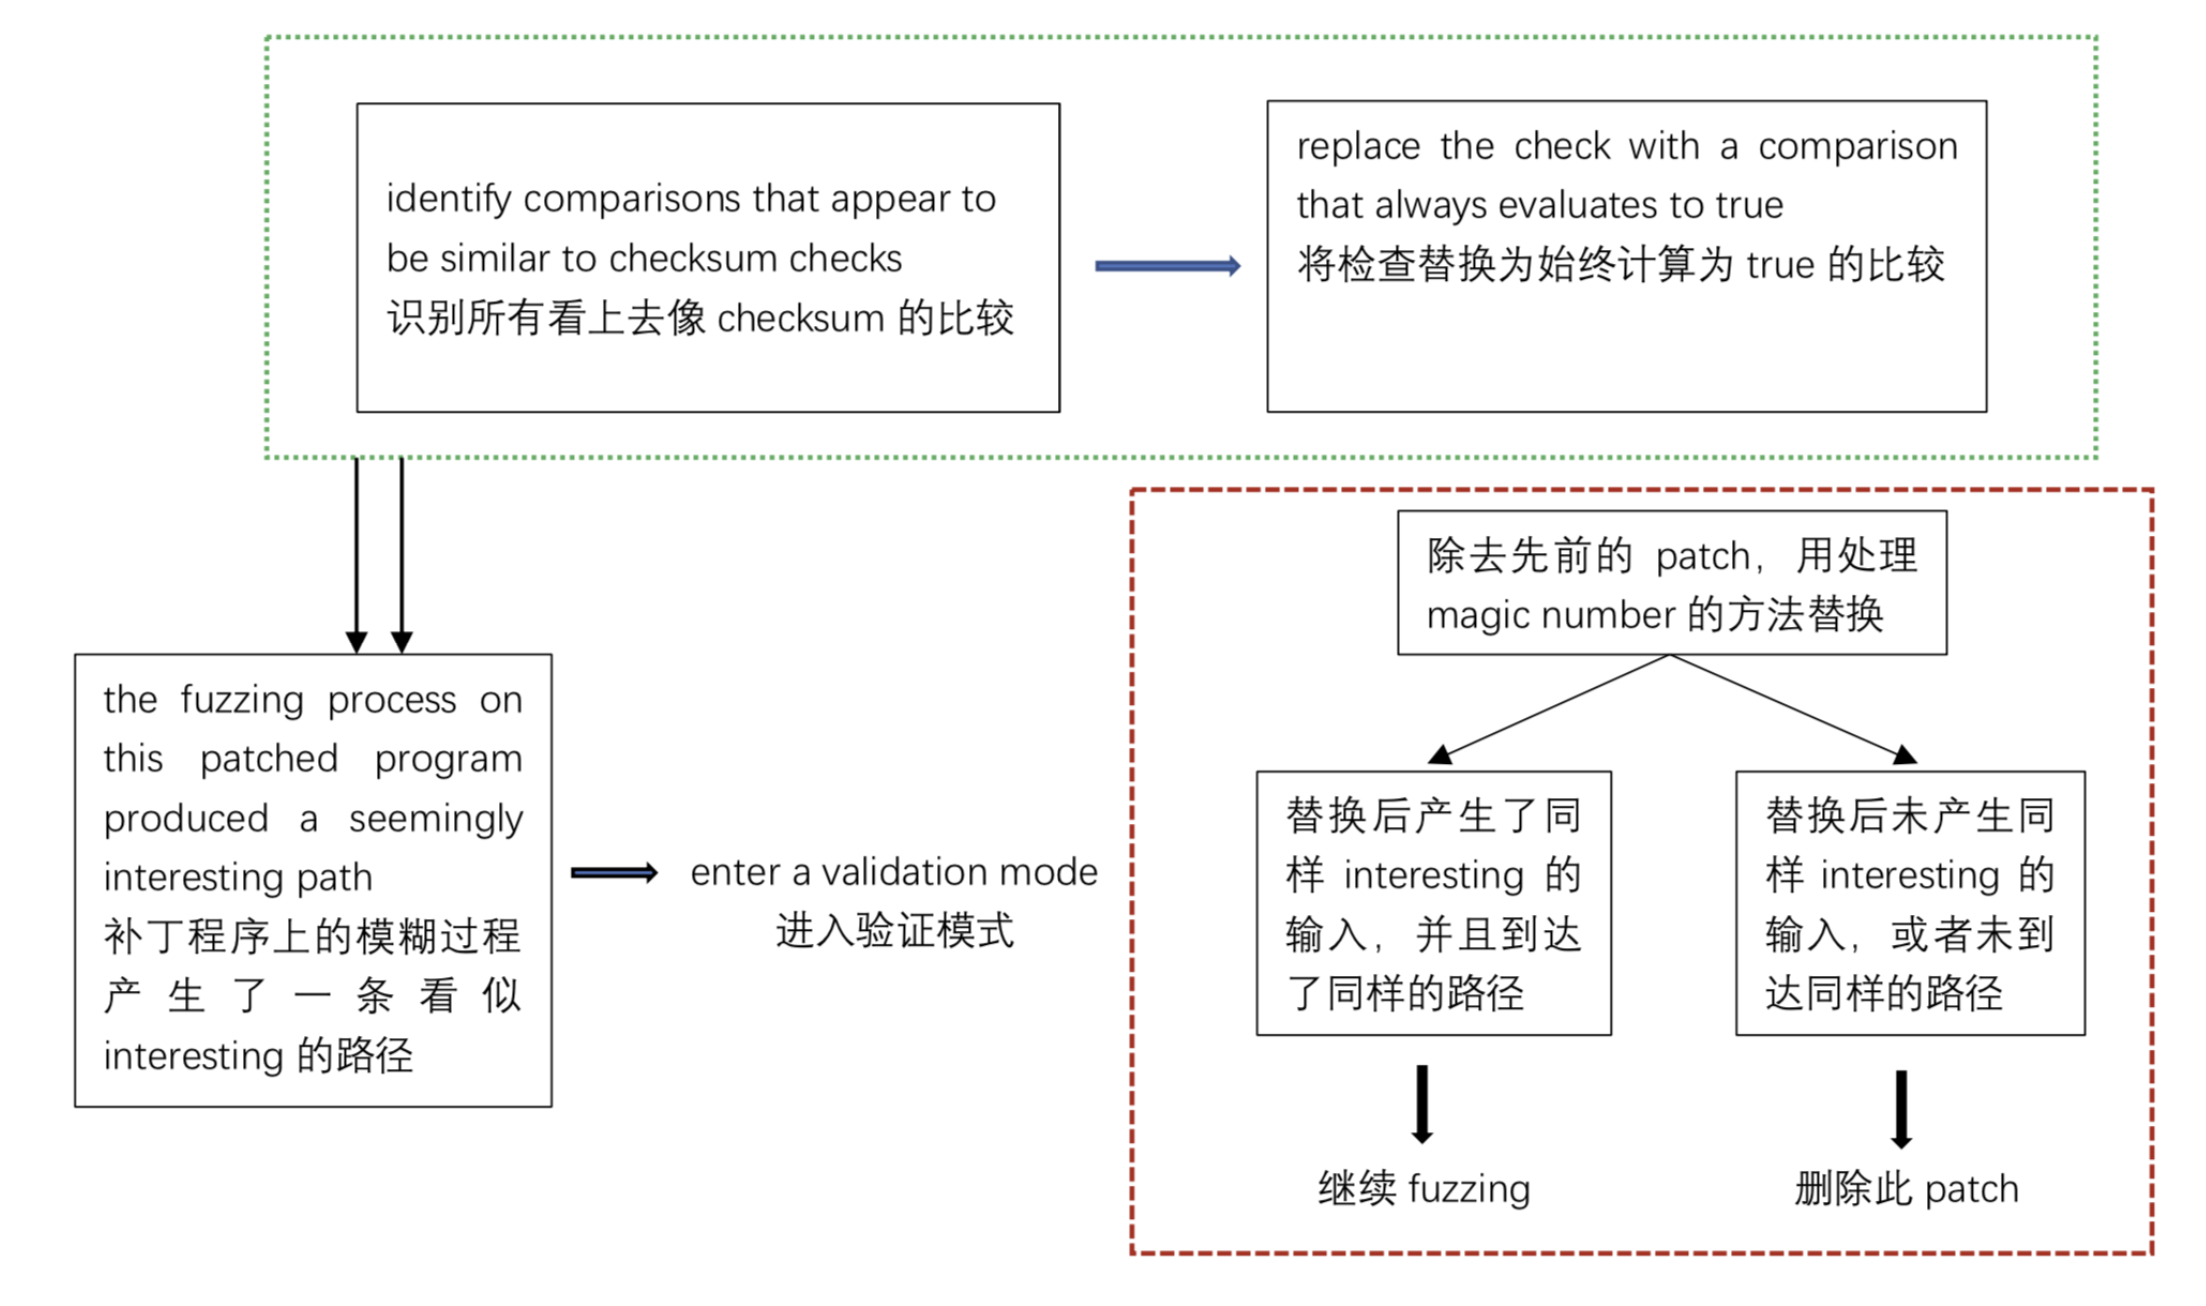 identify comparisons that appear to
be similar to checksum checks
识别所有看上去像 checksum 的比较
replace the check with a comparison
that always evaluates to true
将检查替换为始终计算为 true 的比较
the fuzzing process on
this patched program
produced a seemingly
interesting path
补丁程序上的模糊过程
产生了一条看似
interesting 的路径
enter a validation mode
进入验证模式
除去先前的 patch，用处理
magic number 的方法替换
替换后产生了同
样 interesting 的
输入，并且到达
了同样的路径
替换后未产生同
样 interesting 的
输入，或者未到
达同样的路径
继续 fuzzing
删除此 patch